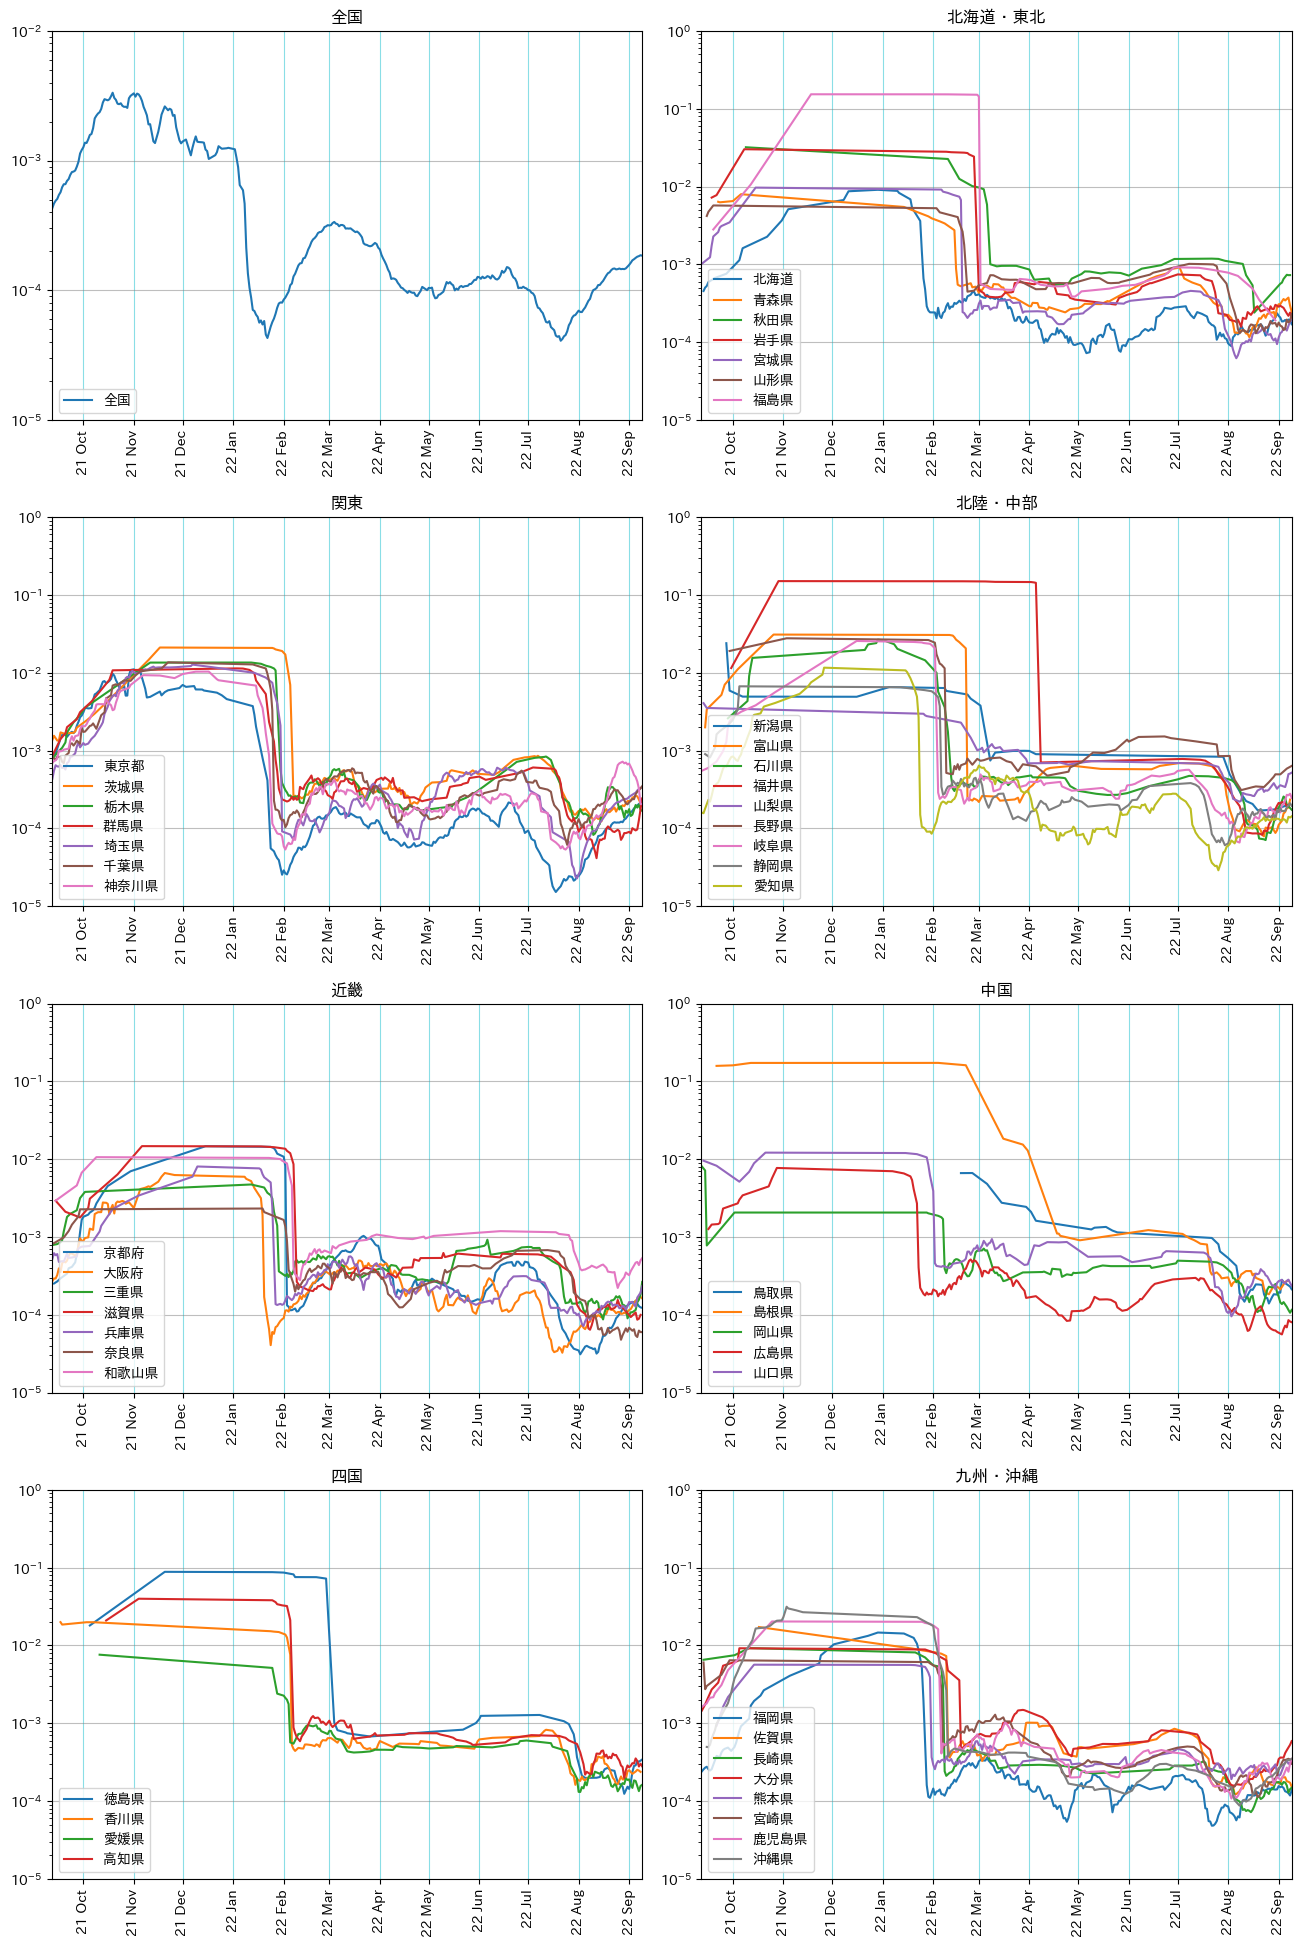 全国
10⁻²
10⁻³
10⁻⁴
10⁻⁵
全国
21 Oct
21 Nov
21 Dec
22 Jan
22 Feb
22 Mar
22 Apr
22 May
22 Jun
22 Jul
22 Aug
22 Sep
北海道・東北
10⁰
10⁻¹
10⁻²
10⁻³
10⁻⁴
10⁻⁵
北海道
青森県
秋田県
岩手県
宮城県
山形県
福島県
21 Oct
21 Nov
21 Dec
22 Jan
22 Feb
22 Mar
22 Apr
22 May
22 Jun
22 Jul
22 Aug
22 Sep
関東
10⁰
10⁻¹
10⁻²
10⁻³
10⁻⁴
10⁻⁵
東京都
茨城県
栃木県
群馬県
埼玉県
千葉県
神奈川県
21 Oct
21 Nov
21 Dec
22 Jan
22 Feb
22 Mar
22 Apr
22 May
22 Jun
22 Jul
22 Aug
22 Sep
北陸・中部
10⁰
10⁻¹
10⁻²
10⁻³
10⁻⁴
10⁻⁵
新潟県
富山県
石川県
福井県
山梨県
長野県
岐阜県
静岡県
愛知県
21 Oct
21 Nov
21 Dec
22 Jan
22 Feb
22 Mar
22 Apr
22 May
22 Jun
22 Jul
22 Aug
22 Sep
近畿
10⁰
10⁻¹
10⁻²
10⁻³
10⁻⁴
10⁻⁵
京都府
大阪府
三重県
滋賀県
兵庫県
奈良県
和歌山県
21 Oct
21 Nov
21 Dec
22 Jan
22 Feb
22 Mar
22 Apr
22 May
22 Jun
22 Jul
22 Aug
22 Sep
中国
10⁰
10⁻¹
10⁻²
10⁻³
10⁻⁴
10⁻⁵
鳥取県
島根県
岡山県
広島県
山口県
21 Oct
21 Nov
21 Dec
22 Jan
22 Feb
22 Mar
22 Apr
22 May
22 Jun
22 Jul
22 Aug
22 Sep
四国
10⁰
10⁻¹
10⁻²
10⁻³
10⁻⁴
10⁻⁵
徳島県
香川県
愛媛県
高知県
21 Oct
21 Nov
21 Dec
22 Jan
22 Feb
22 Mar
22 Apr
22 May
22 Jun
22 Jul
22 Aug
22 Sep
九州・沖縄
10⁰
10⁻¹
10⁻²
10⁻³
10⁻⁴
10⁻⁵
福岡県
佐賀県
長崎県
大分県
熊本県
宮崎県
鹿児島県
沖縄県
21 Oct
21 Nov
21 Dec
22 Jan
22 Feb
22 Mar
22 Apr
22 May
22 Jun
22 Jul
22 Aug
22 Sep